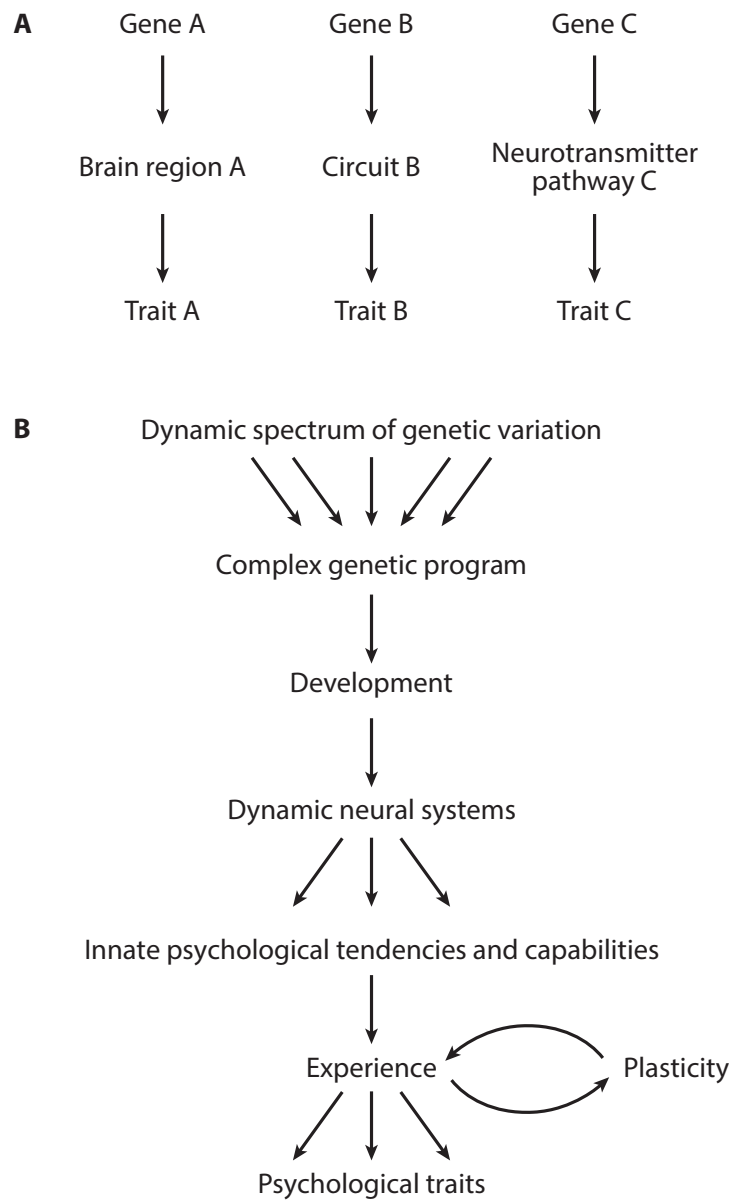 A Gene A Gene B Gene C
Brain region A Circuit B Neurotransmitter
pathway C
Trait A Trait B Trait C
B Dynamic spectrum of genetic variation
Complex genetic program
Development
Dynamic neural systems
Innate psychological tendencies and capabilities
Experience Plasticity
Psychological traits